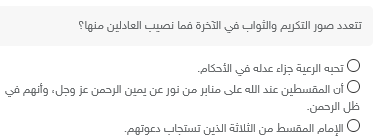 تتعدد صور التكريم والثواب في الآخرة فما نصيب العادلين منها؟
تحبه الرعية جزاء عدله في الأحكام.
أن المقسطين عند الله على منابر من نور عن يمين الرحمن عز وجل، وأنهم في
ظل الرحمن.
الإمام المقسط من الثلاثة الذين تستجاب دعوتهم.